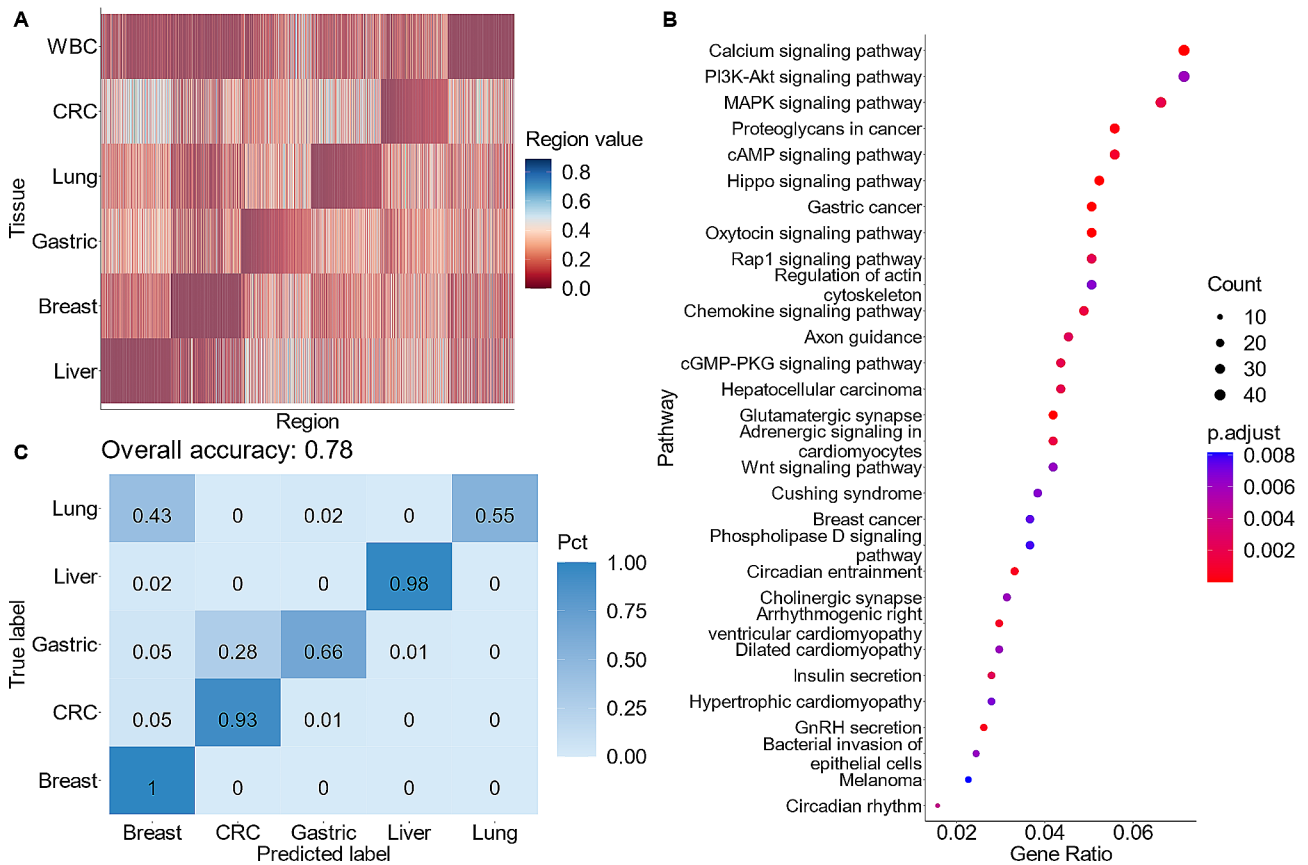 A
WBC
CRC
Lung
Gastric
Breast
Liver
Tissue
Region
Region value
0.8
0.6
0.4
0.2
0.0
B
Calcium signaling pathway
PI3K-Akt signaling pathway
MAPK signaling pathway
Proteoglycans in cancer
cAMP signaling pathway
Hippo signaling pathway
Gastric cancer
Oxytocin signaling pathway
Rap1 signaling pathway
Regulation of actin
cytoskeleton
Chemokine signaling pathway
Axon guidance
cGMP-PKG signaling pathway
Hepatocellular carcinoma
Glutamatergic synapse
Adrenergic signaling in
cardiomyocytes
Wnt signaling pathway
Cushing syndrome
Breast cancer
Phospholipase D signaling
pathway
Circadian entrainment
Cholinergic synapse
Arrhythmogenic right
ventricular cardiomyopathy
Dilated cardiomyopathy
Insulin secretion
Hypertrophic cardiomyopathy
GnRH secretion
Bacterial invasion of
epithelial cells
Melanoma
Circadian rhythm
Pathway
0.02 0.04 0.06
Gene Ratio
Count
10
20
30
40
p.adjust
0.008
0.006
0.004
0.002
C
Overall accuracy: 0.78
Lung 0.43 0 0.02 0 0.55
Liver 0.02 0 0 0.98 0
Gastric 0.05 0.28 0.66 0.01 0
CRC 0.05 0.93 0.01 0 0
Breast 1 0 0 0 0
True label
Breast CRC Gastric Liver Lung
Predicted label
Pct
1.00
0.75
0.50
0.25
0.00